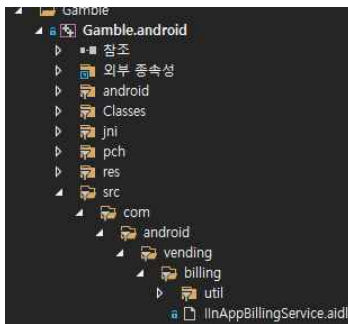 Gamble
Gamble.android
참조
외부 종속성
android
Classes
jni
pch
res
src
com
android
vending
billing
util
IInAppBillingService.aidl